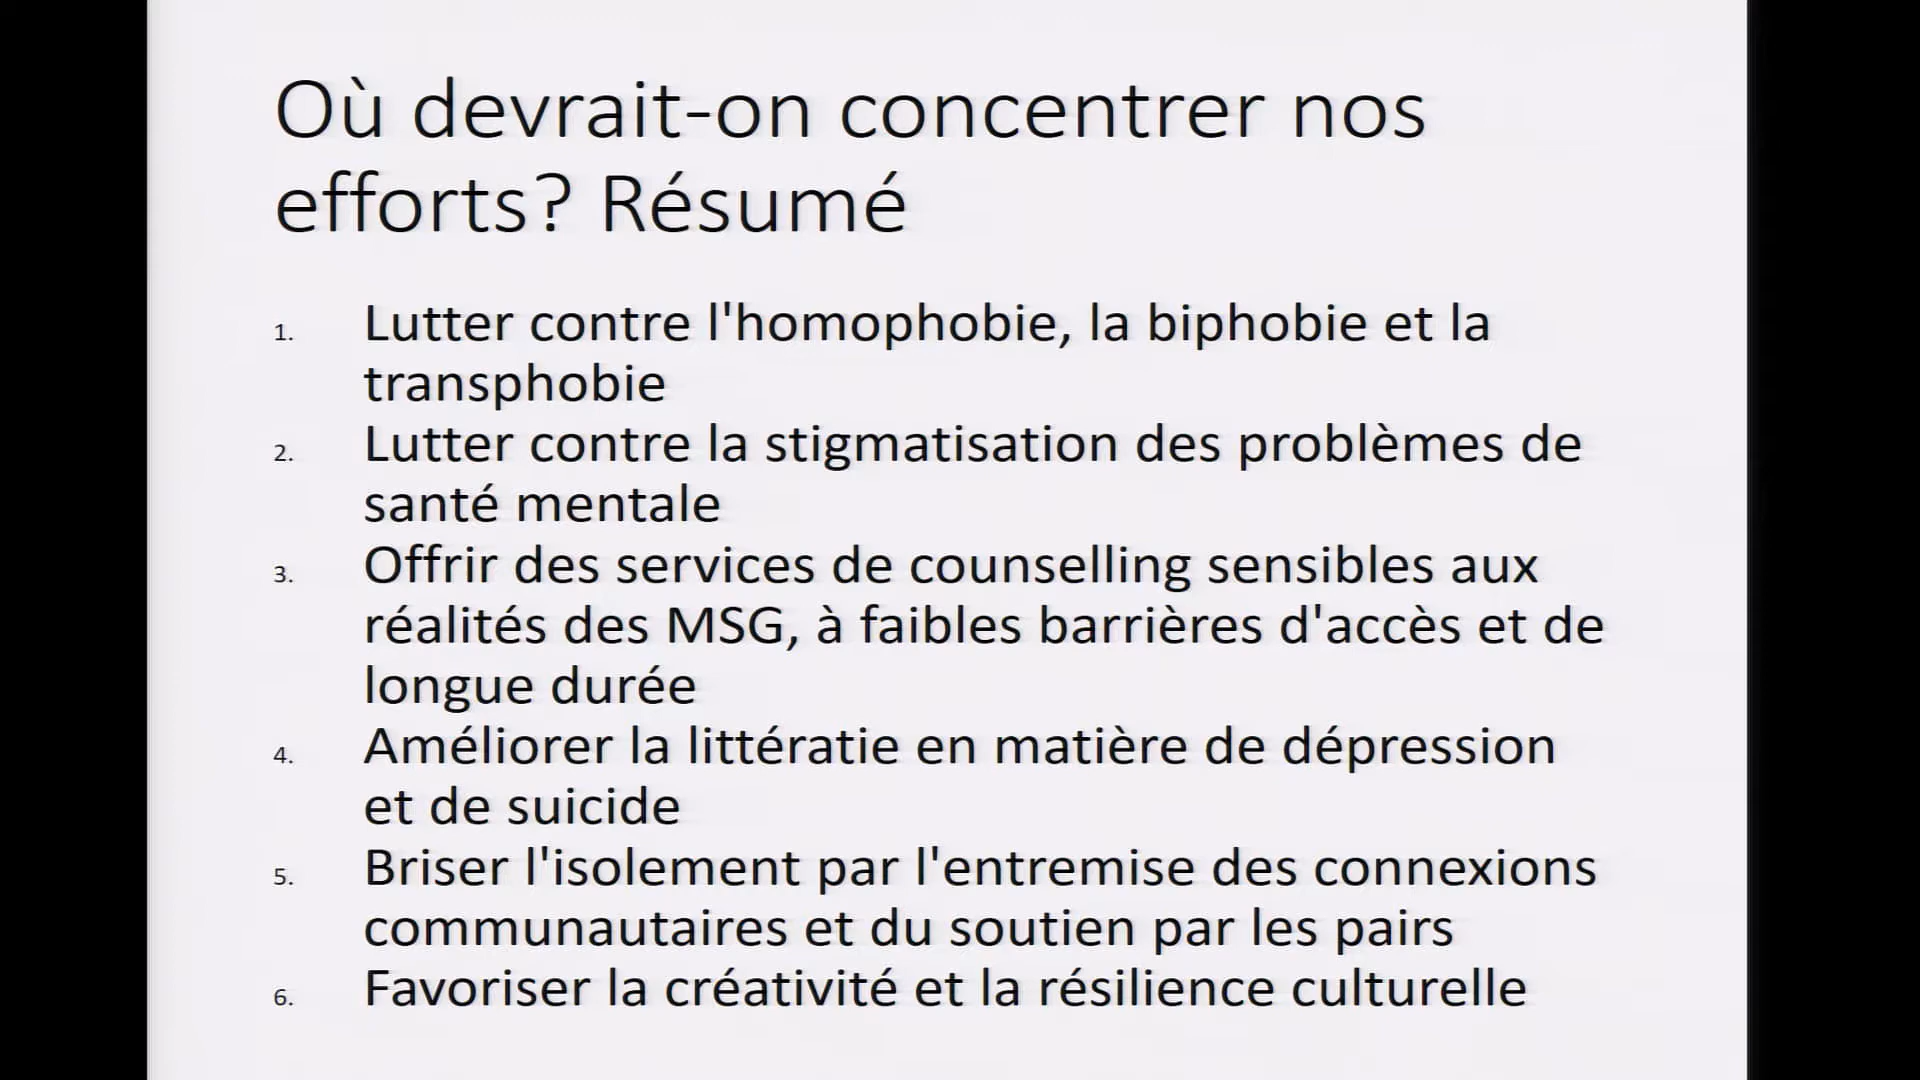 Où devrait-on concentrer nos
efforts? Résumé
1. Lutter contre l'homophobie, la biphobie et la
transphobie
2. Lutter contre la stigmatisation des problèmes de
santé mentale
3. Offrir des services de counselling sensibles aux
réalités des MSG, à faibles barrières d'accès et de
longue durée
4. Améliorer la littératie en matière de dépression
et de suicide
5. Briser l'isolement par l'entremise des connexions
communautaires et du soutien par les pairs
6. Favoriser la créativité et la résilience culturelle